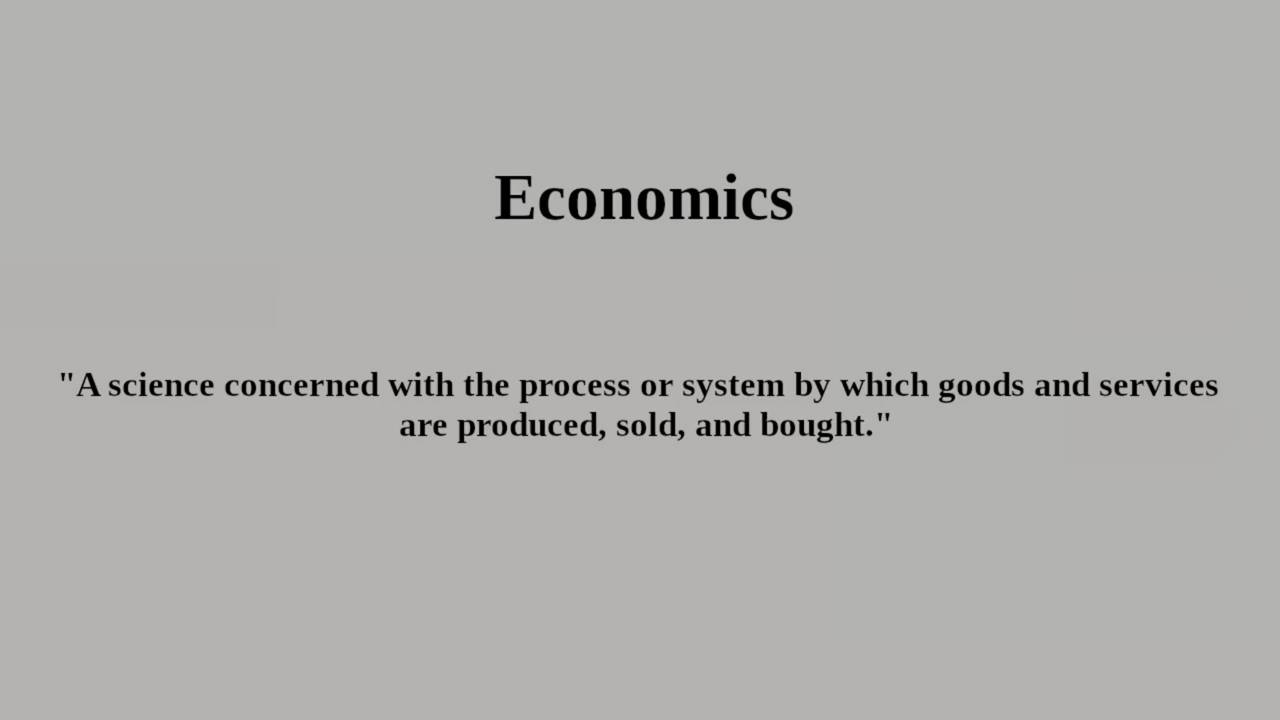 Economics
"A science concerned with the process or system by which goods and services
are produced, sold, and bought."